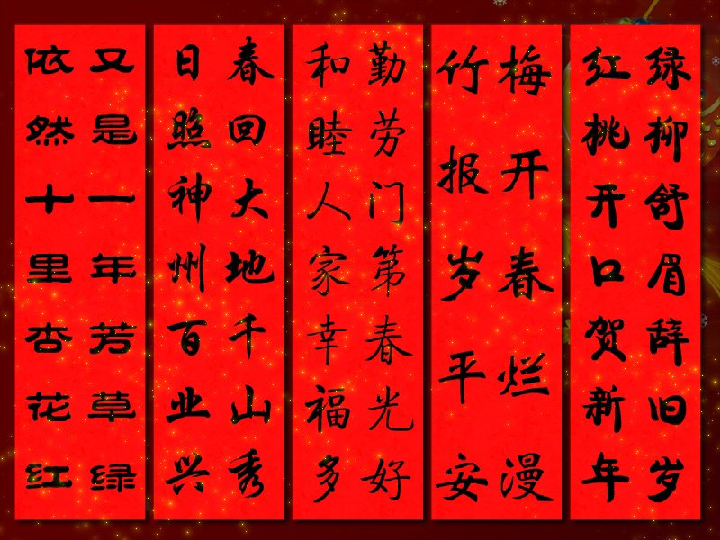 绿柳舒眉辞旧岁
红桃开口贺新年
梅开春烂漫
竹报岁平安
勤劳门第春光好
和睦人家幸福多
春回大地千山秀
日照神州百业兴
又是一年芳草绿
依然十里杏花红